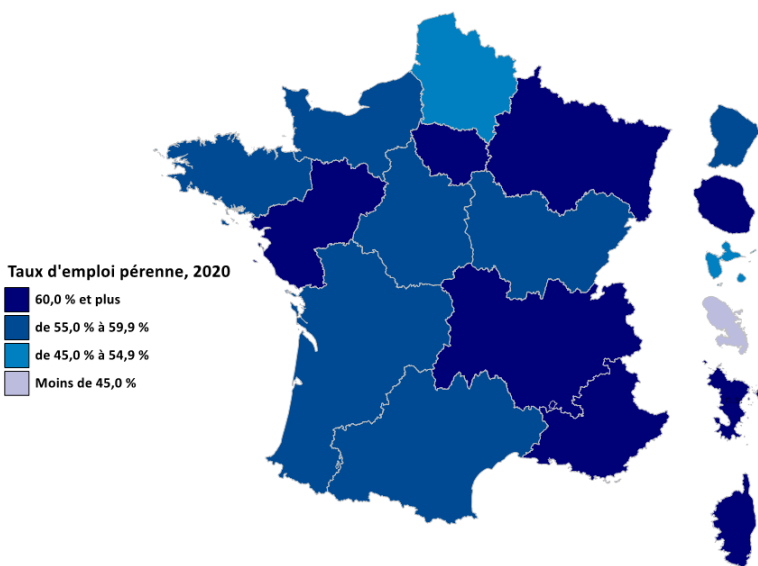 Taux d'emploi pérenne, 2020
60,0 % et plus
de 55,0 % à 59,9 %
de 45,0 % à 54,9 %
Moins de 45,0 %